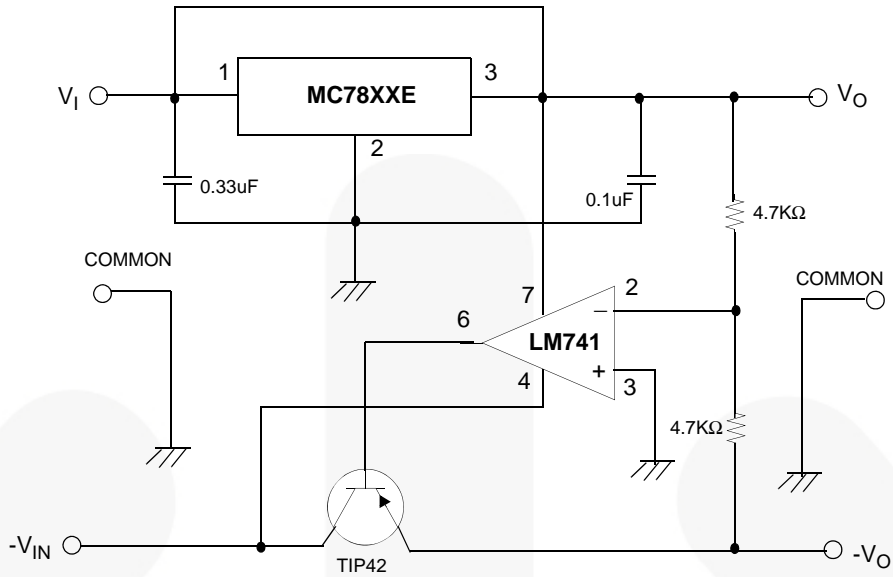 1
MC78XXE
3
V_I
V_O
2
0.33uF
0.1uF
4.7KΩ
COMMON
COMMON
7
2
6
−
LM741
4
+
3
4.7KΩ
-V_IN
TIP42
-V_O